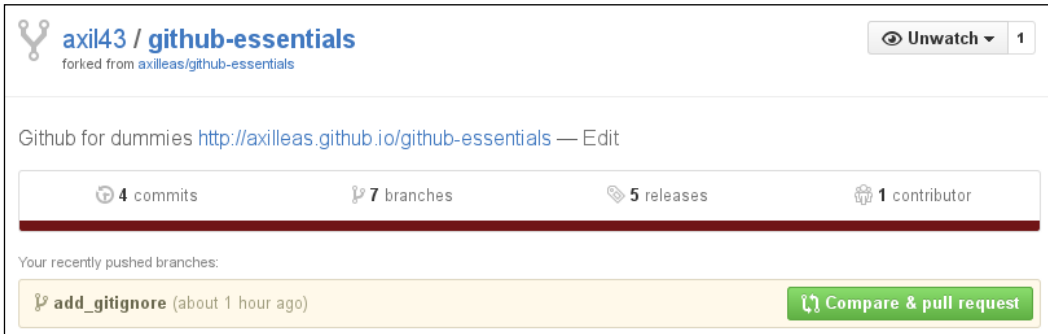 axil43 / github-essentials
Unwatch 1
forked from axilleas/github-essentials
Github for dummies http://axilleas.github.io/github-essentials — Edit
4 commits 7 branches 5 releases 1 contributor
Your recently pushed branches:
add_gitignore (about 1 hour ago) Compare & pull request